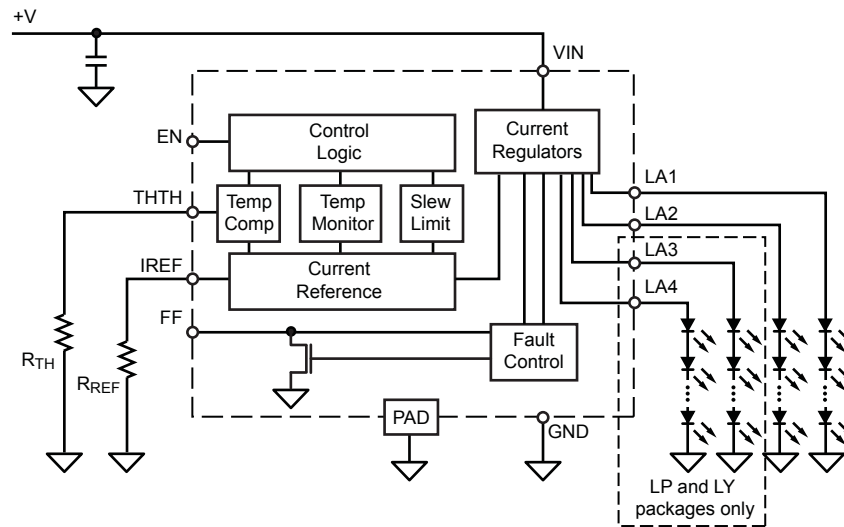 +V
VIN
EN
Control
Logic
Current
Regulators
THTH
Temp
Comp
Temp
Monitor
Slew
Limit
LA1
LA2
LA3
LA4
IREF
Current
Reference
FF
Fault
Control
RTH
RREF
PAD
GND
LP and LY
packages only